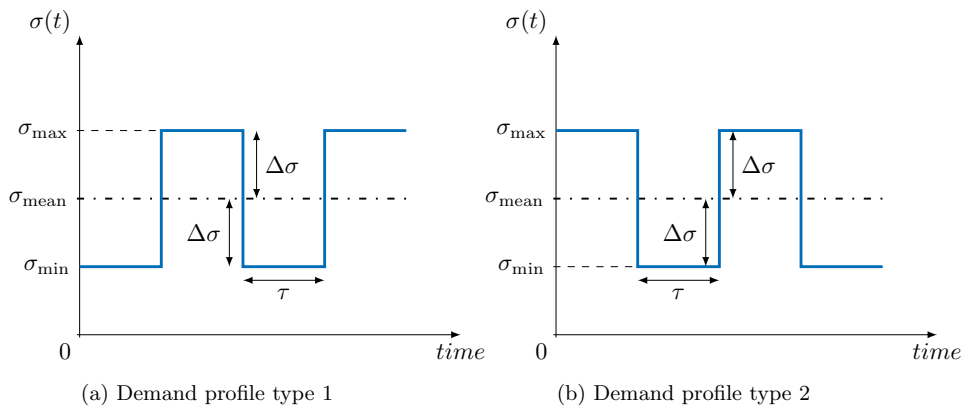 σ(t)
σmax
σmean
σmin
Δσ
Δσ
τ
0
time
(a) Demand profile type 1
σ(t)
σmax
σmean
σmin
Δσ
Δσ
τ
0
time
(b) Demand profile type 2